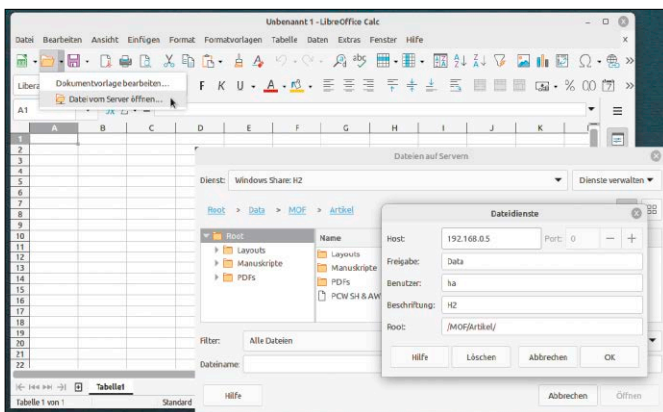 Unbenannt 1 - LibreOffice Calc
Datei Bearbeiten Ansicht Einfügen Format Formatvorlagen Tabelle Daten Extras Fenster Hilfe
Dokumentvorlage bearbeiten...
Datei vom Server öffnen...
Libera
F K U
A1
A B C D E F G H I J K
1
2
3
4
5
6
7
8
9
10
11
12
13
14
15
16
17
18
19
20
21
22
Tabelle1
Tabelle 1 von 1 Standard
Dateien auf Servern
Dienst: Windows Share: H2 Dienste verwalten
Root > Data > MOF > Artikel
Root
Layouts
Manuskripte
PDFs
Name
Layouts
Manuskripte
PDFs
PCW SH & AW
Filter: Alle Dateien
Dateiname:
Hilfe Abbrechen Öffnen
Dateidienste
Host: 192.168.0.5 Port: 0 − +
Freigabe: Data
Benutzer: ha
Beschriftung: H2
Root: /MOF/Artikel/
Hilfe Löschen Abbrechen OK